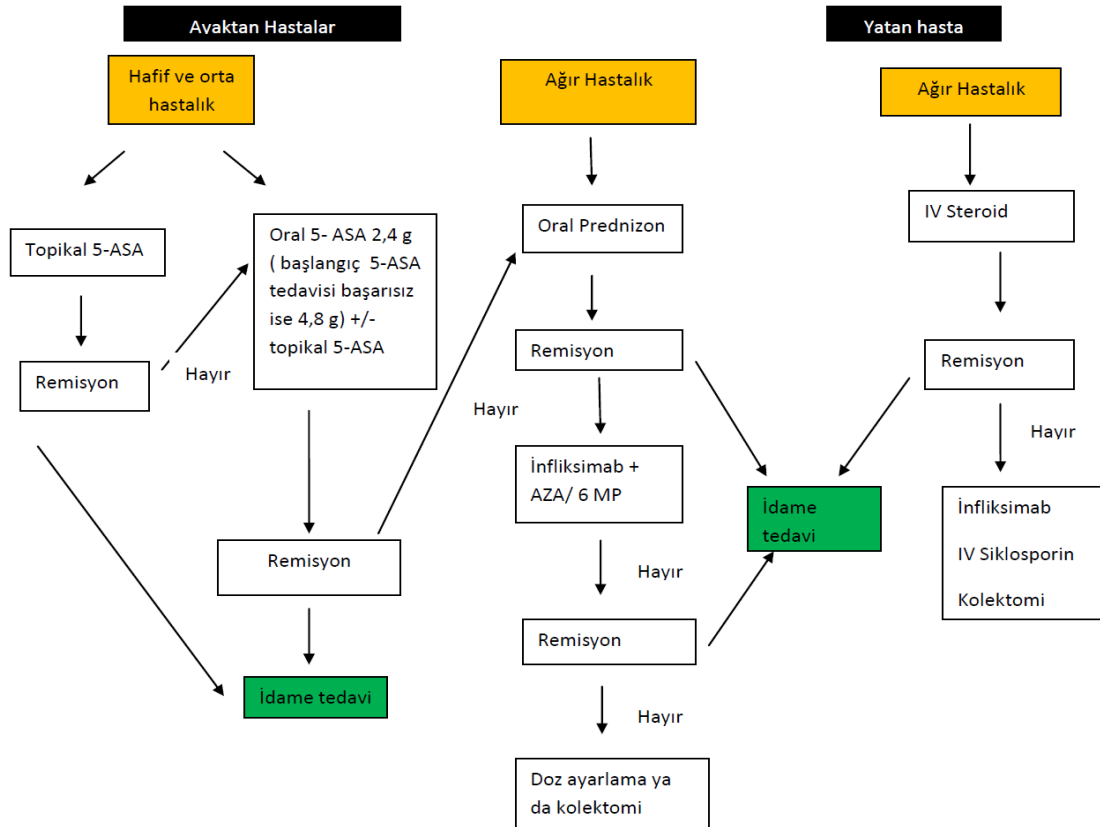 Ayaktan Hastalar
Hafif ve orta
hastalık
Topikal 5-ASA
Remisyon
Hayır
Oral 5- ASA 2,4 g
( başlangıç 5-ASA
tedavisi başarısız
ise 4,8 g) +/-
topikal 5-ASA
Remisyon
İdame tedavi
Ağır Hastalık
Oral Prednizon
Remisyon
Hayır
İnfliksimab +
AZA/ 6 MP
Hayır
Remisyon
Hayır
Doz ayarlama ya
da kolektomi
İdame
tedavi
Yatan hasta
Ağır Hastalık
IV Steroid
Remisyon
Hayır
İnfliksimab
IV Siklosporin
Kolektomi